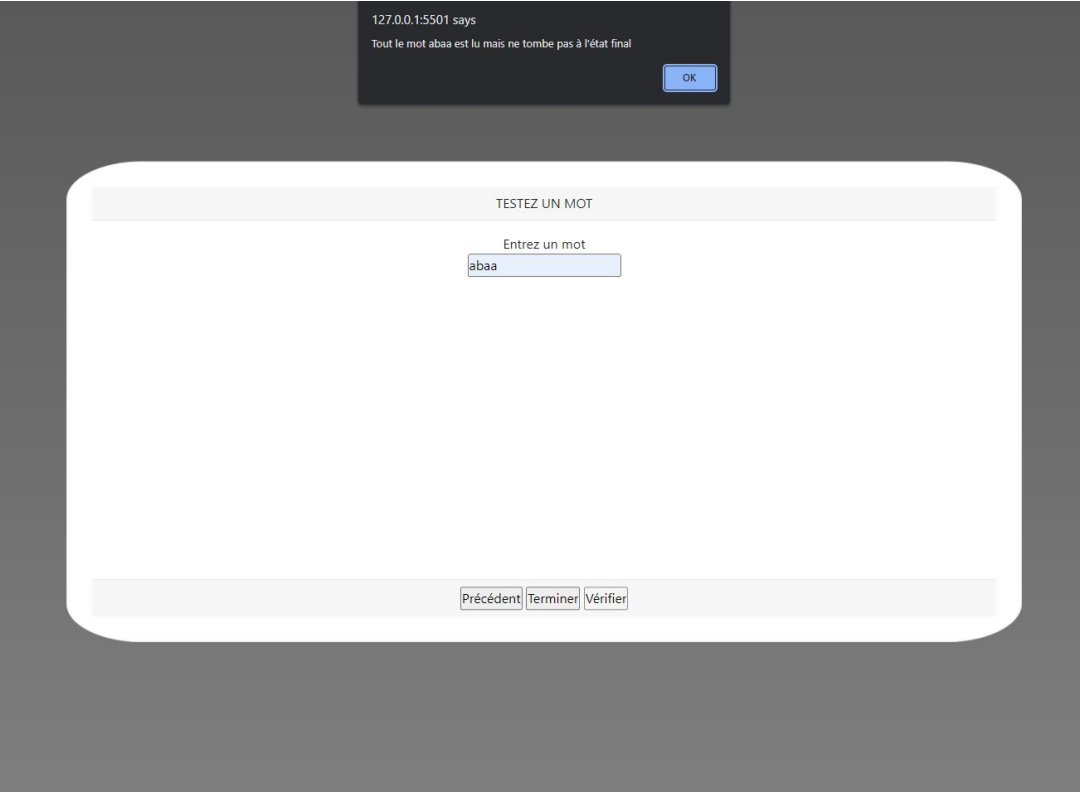 127.0.0.1:5501 says
Tout le mot abaa est lu mais ne tombe pas à l'état final
OK
TESTEZ UN MOT
Entrez un mot
abaa
Précédent Terminer Vérifier